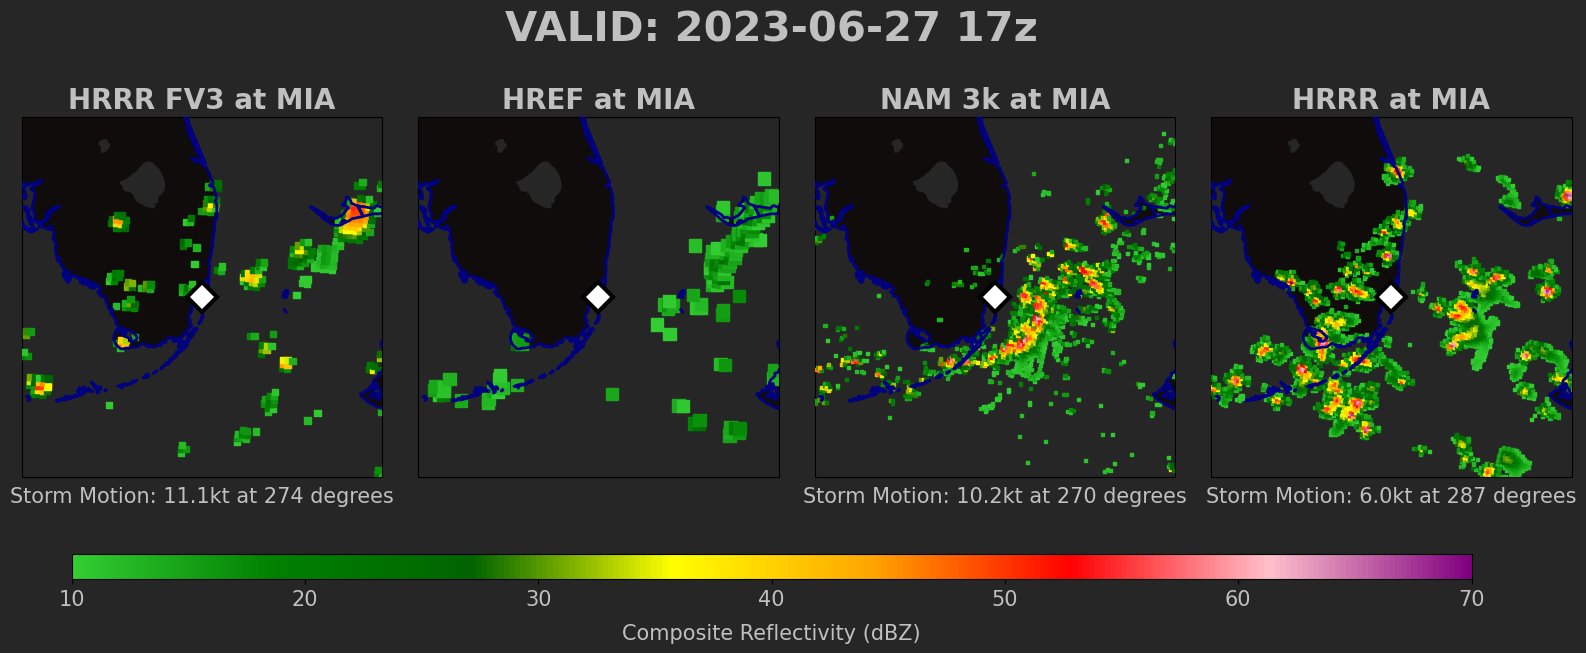 VALID: 2023-06-27 17z
HRRR FV3 at MIA
HREF at MIA
NAM 3k at MIA
HRRR at MIA
Storm Motion: 11.1kt at 274 degrees
Storm Motion: 10.2kt at 270 degrees
Storm Motion: 6.0kt at 287 degrees
10 20 30 40 50 60 70
Composite Reflectivity (dBZ)